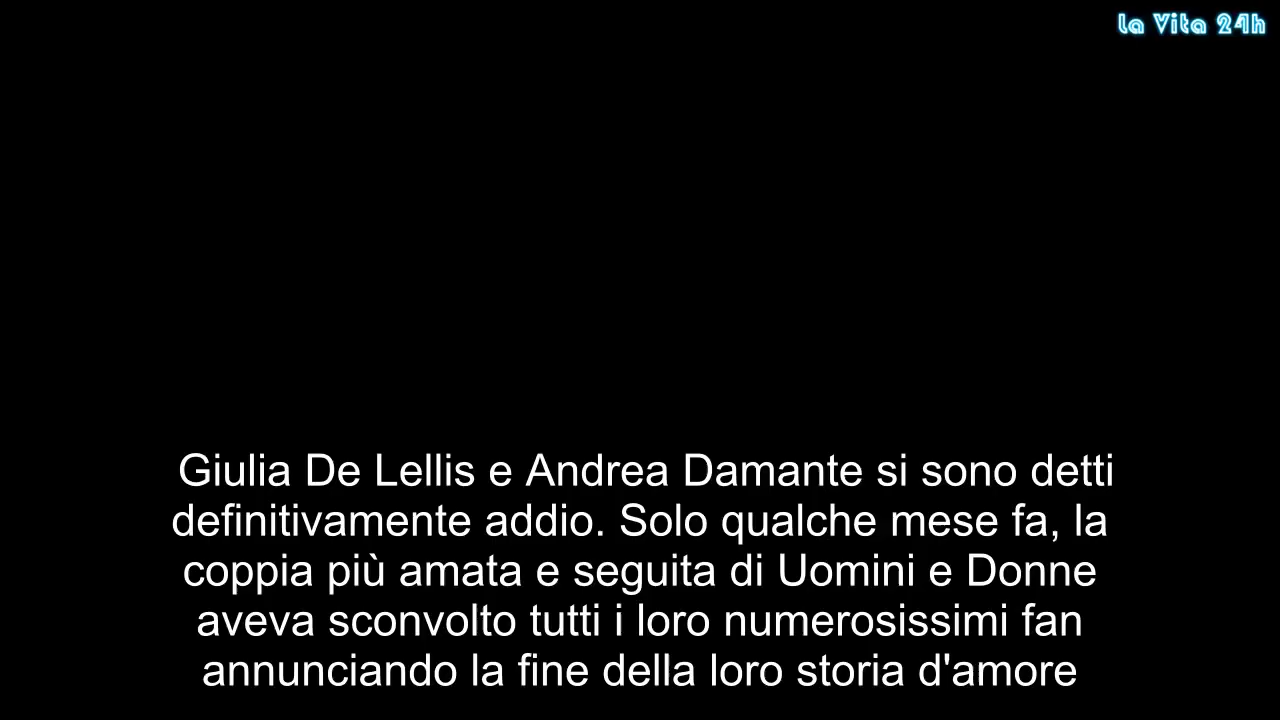 La Vita 24h
Giulia De Lellis e Andrea Damante si sono detti
definitivamente addio. Solo qualche mese fa, la
coppia più amata e seguita di Uomini e Donne
aveva sconvolto tutti i loro numerosissimi fan
annunciando la fine della loro storia d'amore